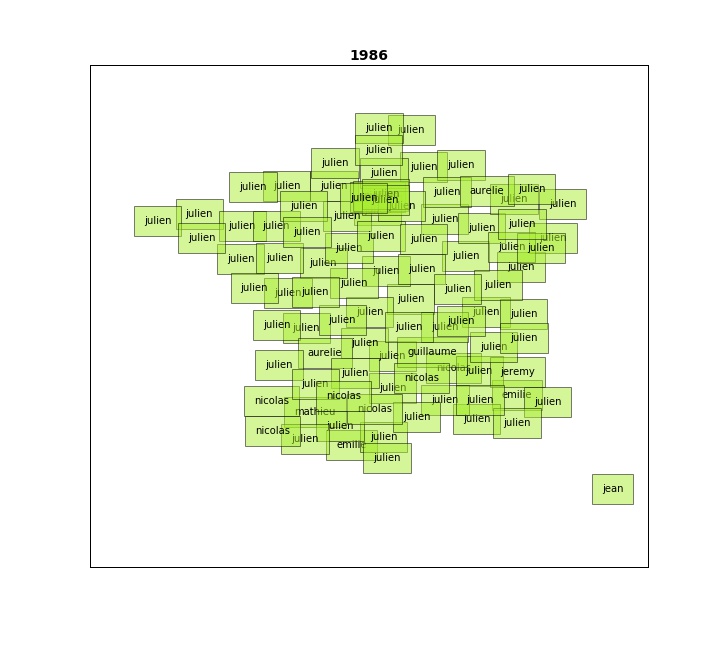 1986
julien julien
julien
julien julien julien
julien
julien julien julien julien aurelie julien
julien julien julien
julien julien julien julien
julien julien julien
julien julien julien julien julien julien
julien julien julien julien
julien julien julien julien
julien julien julien julien
julien julien julien julien
julien julien julien julien julien
julien julien julien julien
julien julien julien julien
julien julien julien julien julien
julien julien julien
aurelie julien guillaume julien
julien
julien julien nicolas julien jeremy
julien nicolas
julien nicolas emilie
nicolas julien julien julien
mathieu nicolas julien julien
nicolas julien julien
julien julien
emilie
julien
jean